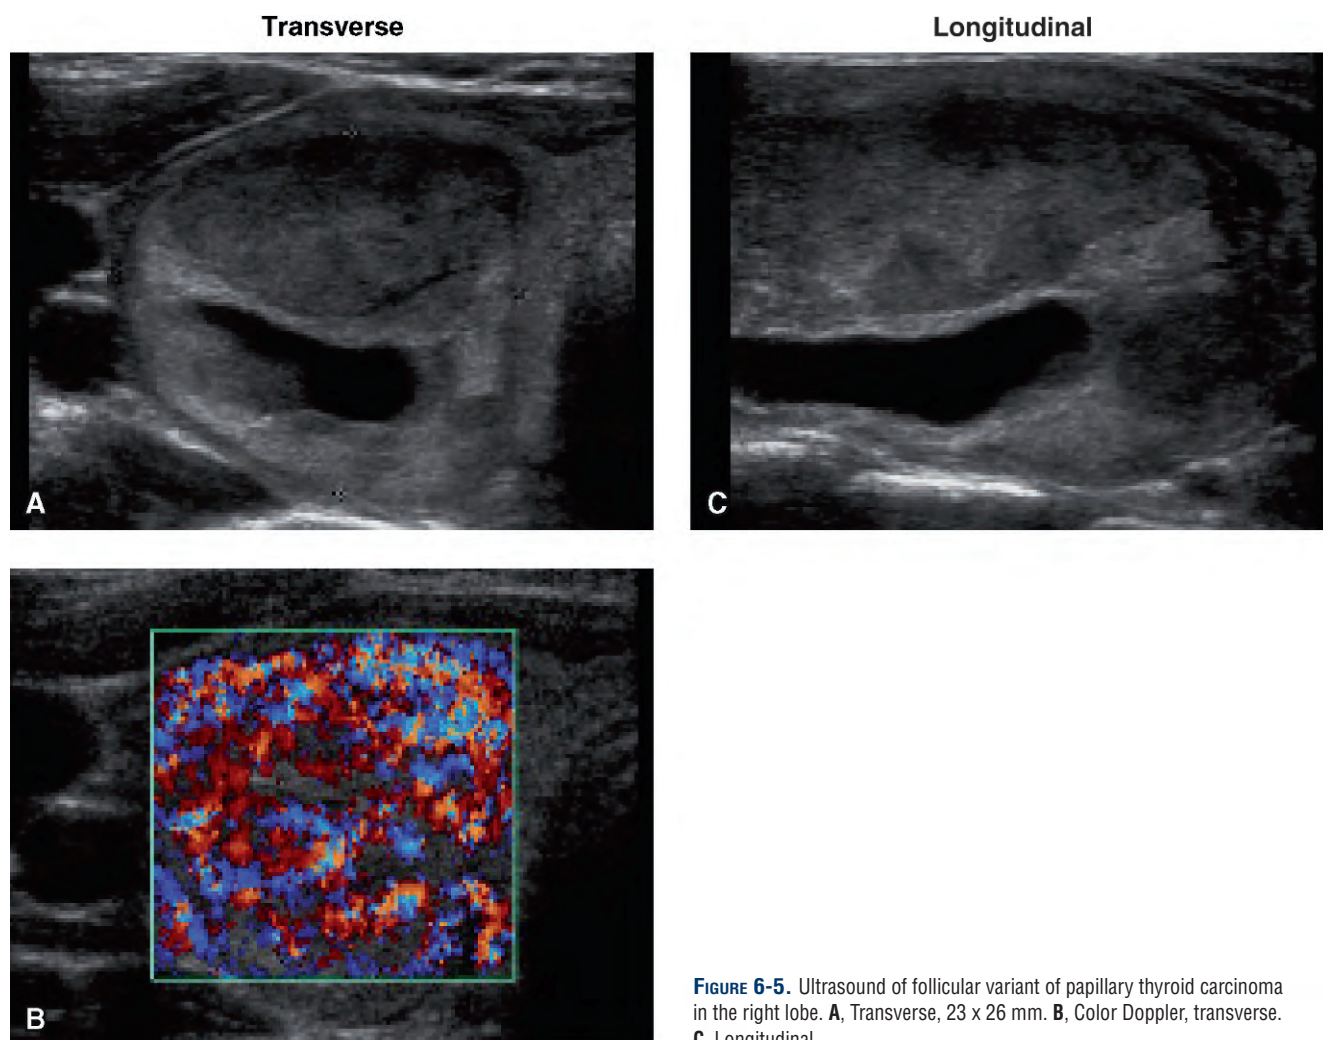 Transverse
Longitudinal
A
C
B
FIGURE 6-5. Ultrasound of follicular variant of papillary thyroid carcinoma
in the right lobe. A, Transverse, 23 x 26 mm. B, Color Doppler, transverse.
C, Longitudinal.